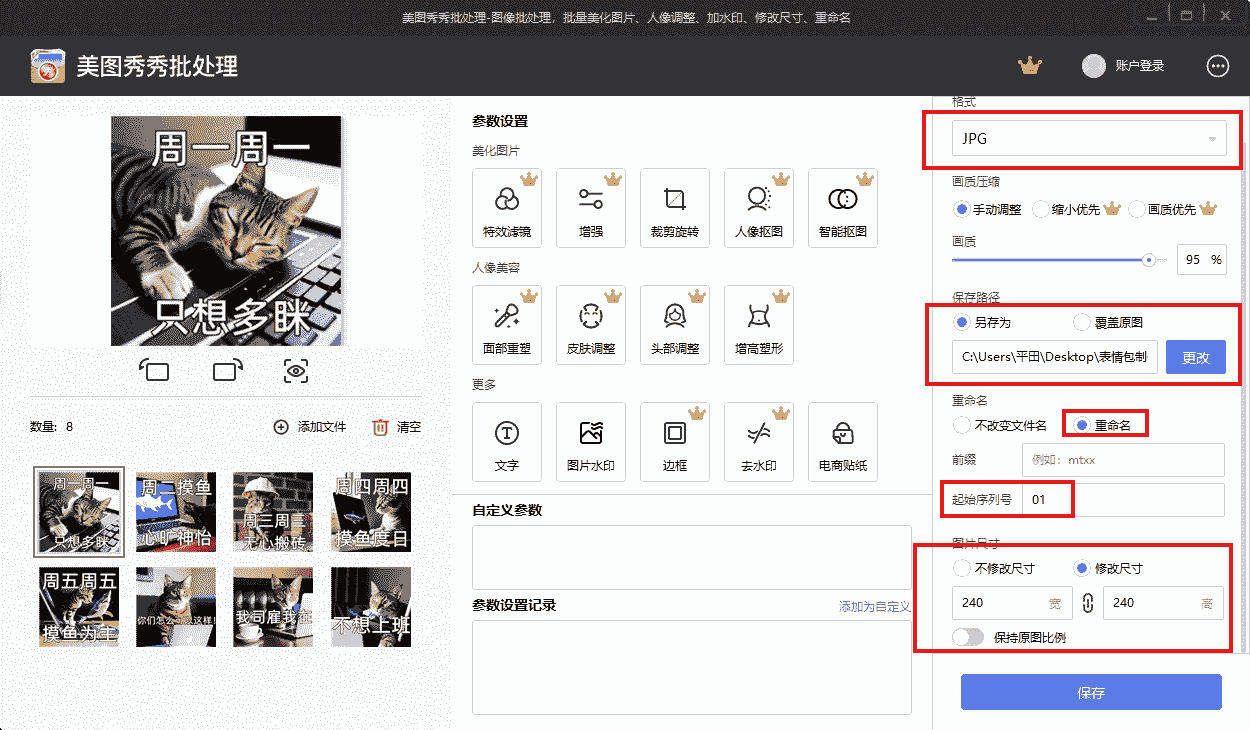 美图秀秀批处理-图像批处理，批量美化图片、人像调整、加水印、修改尺寸、重命名
美图秀秀批处理
账户登录
周一周一
只想多眯
数量: 8
添加文件
清空
周一周一
只想多眯
周二摸鱼
心旷神怡
周三周三
无心搬砖
周四周四
摸鱼度日
周五周五
摸鱼为主
你们怎么可以这样!
我司雇我在
不想上班
参数设置
美化图片
特效滤镜
增强
裁剪旋转
人像抠图
智能抠图
人像美容
面部重塑
皮肤调整
头部调整
增高塑形
更多
文字
图片水印
边框
去水印
电商贴纸
自定义参数
参数设置记录
添加为自定义
格式
JPG
画质压缩
手动调整
缩小优先
画质优先
画质
95 %
保存路径
另存为
覆盖原图
C:\Users\平田\Desktop\表情包制
更改
重命名
不改变文件名
重命名
前缀
例如: mtxx
起始序列号
01
图片尺寸
不修改尺寸
修改尺寸
240 宽
240 高
保持原图比例
保存